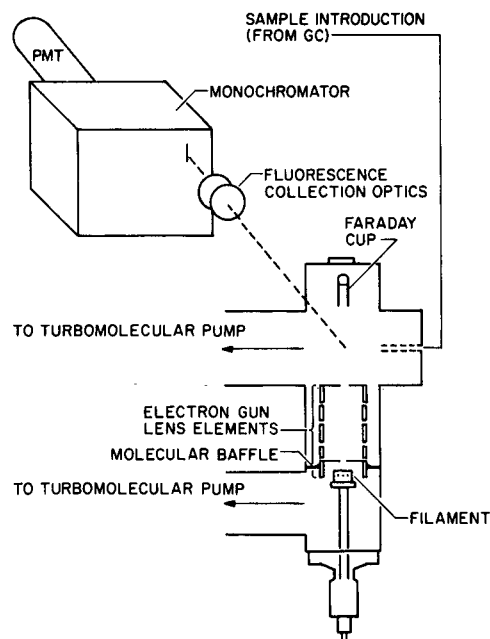 SAMPLE INTRODUCTION
(FROM GC)
PMT
MONOCHROMATOR
FLUORESCENCE
COLLECTION OPTICS
FARADAY
CUP
TO TURBOMOLECULAR PUMP
ELECTRON GUN
LENS ELEMENTS
MOLECULAR BAFFLE
TO TURBOMOLECULAR PUMP
FILAMENT